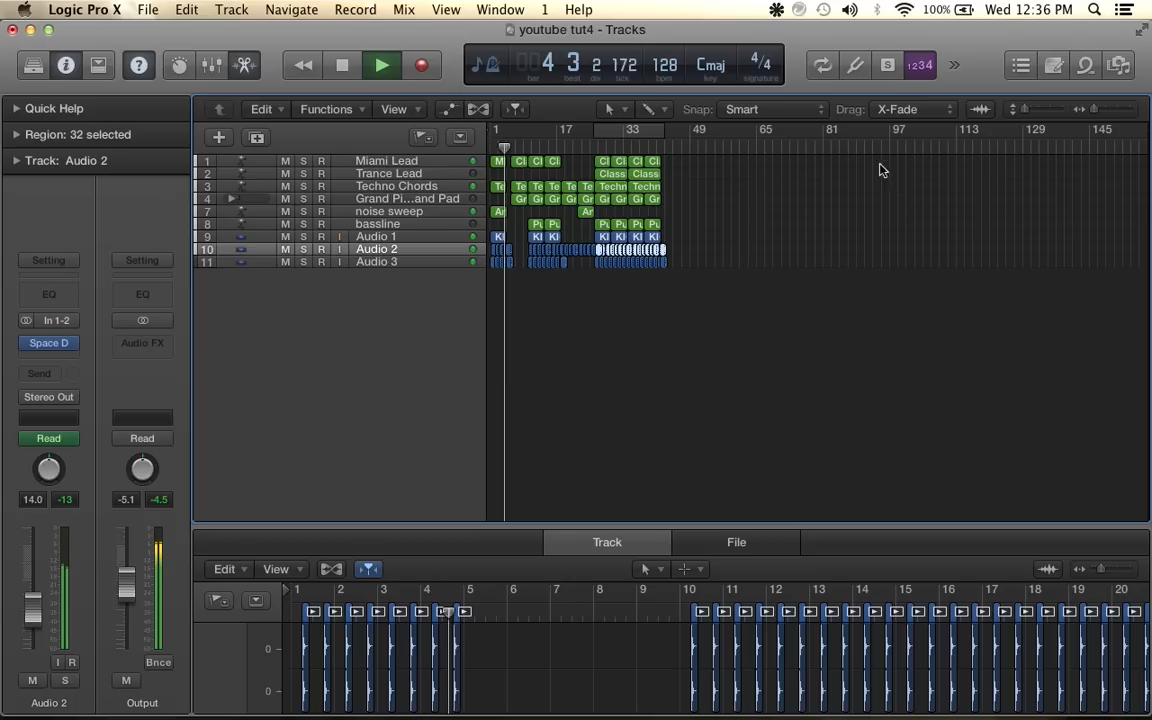 Logic Pro X File Edit Track Navigate Record Mix View Window 1 Help 100% Wed 12:36 PM
youtube tut4 - Tracks
4 3 2 172 128 Cmaj 4/4
bar beat div tick bpm key signature
1234
Quick Help
Region: 32 selected
Track: Audio 2
Edit Functions View Snap: Smart Drag: X-Fade
1 17 33 49 65 81 97 113 129 145
1 M S R Miami Lead
2 M S R Trance Lead
3 M S R Techno Chords
4 M S R Grand Pi...and Pad
7 M S R noise sweep
8 M S R bassline
9 M S R I Audio 1
10 M S R I Audio 2
11 M S R I Audio 3
Setting Setting
EQ EQ
In 1-2
Space D Audio FX
Send
Stereo Out
Read Read
14.0 -13 -5.1 -4.5
I R Bnce
M S M
Audio 2 Output
Track File
Edit View
1 2 3 4 5 6 7 8 9 10 11 12 13 14 15 16 17 18 19 20
0
0